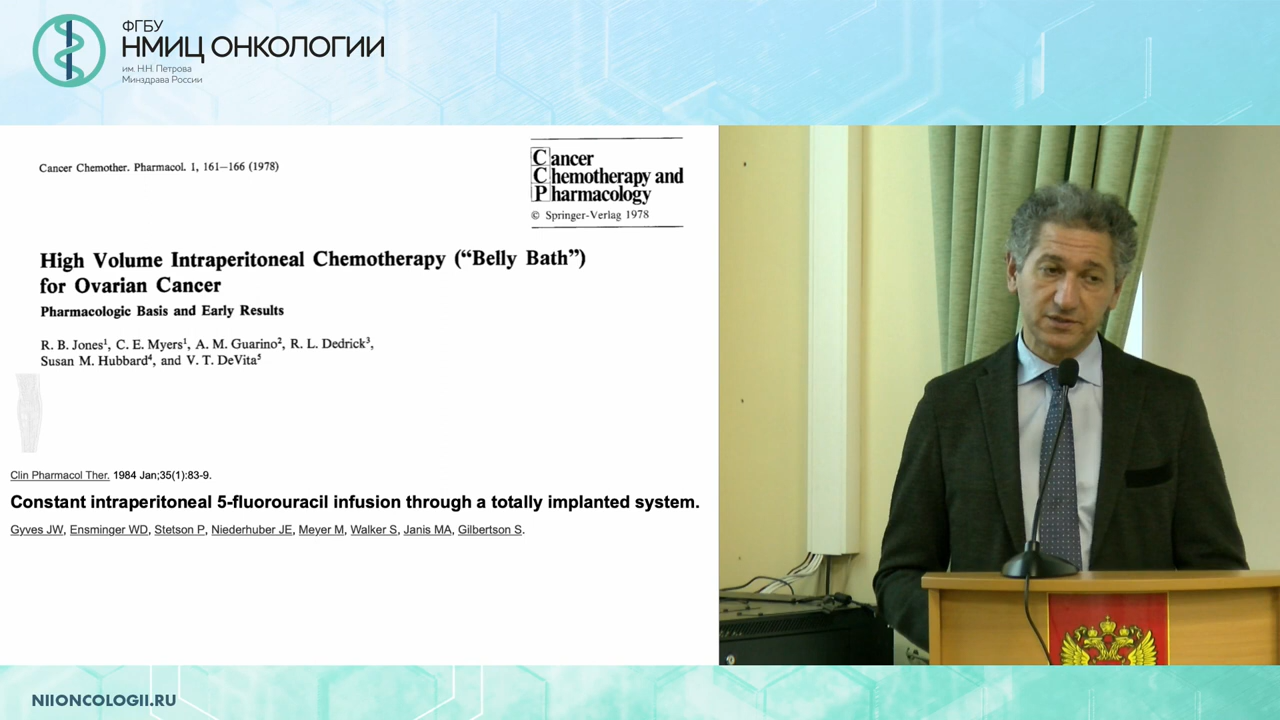 ФГБУ
НМИЦ ОНКОЛОГИИ
им. Н.Н. Петрова
Минздрава России
Cancer Chemother. Pharmacol. 1, 161—166 (1978)
Cancer
Chemotherapy and
Pharmacology
© Springer-Verlag 1978
High Volume Intraperitoneal Chemotherapy (“Belly Bath”)
for Ovarian Cancer
Pharmacologic Basis and Early Results
R. B. Jones¹, C. E. Myers¹, A. M. Guarino², R. L. Dedrick³,
Susan M. Hubbard⁴, and V. T. DeVita⁵
Clin Pharmacol Ther. 1984 Jan;35(1):83-9.
Constant intraperitoneal 5-fluorouracil infusion through a totally implanted system.
Gyves JW, Ensminger WD, Stetson P, Niederhuber JE, Meyer M, Walker S, Janis MA, Gilbertson S.
NIIONCOLOGII.RU